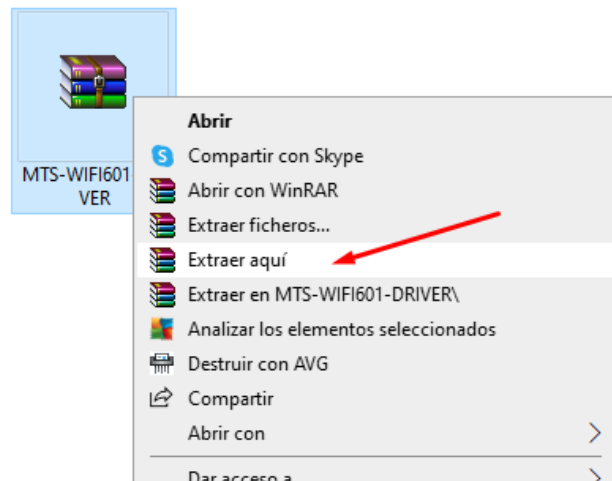 MTS-WIFI601
VER
Abrir
Compartir con Skype
Abrir con WinRAR
Extraer ficheros...
Extraer aquí
Extraer en MTS-WIFI601-DRIVER\
Analizar los elementos seleccionados
Destruir con AVG
Compartir
Abrir con
Dar acceso a